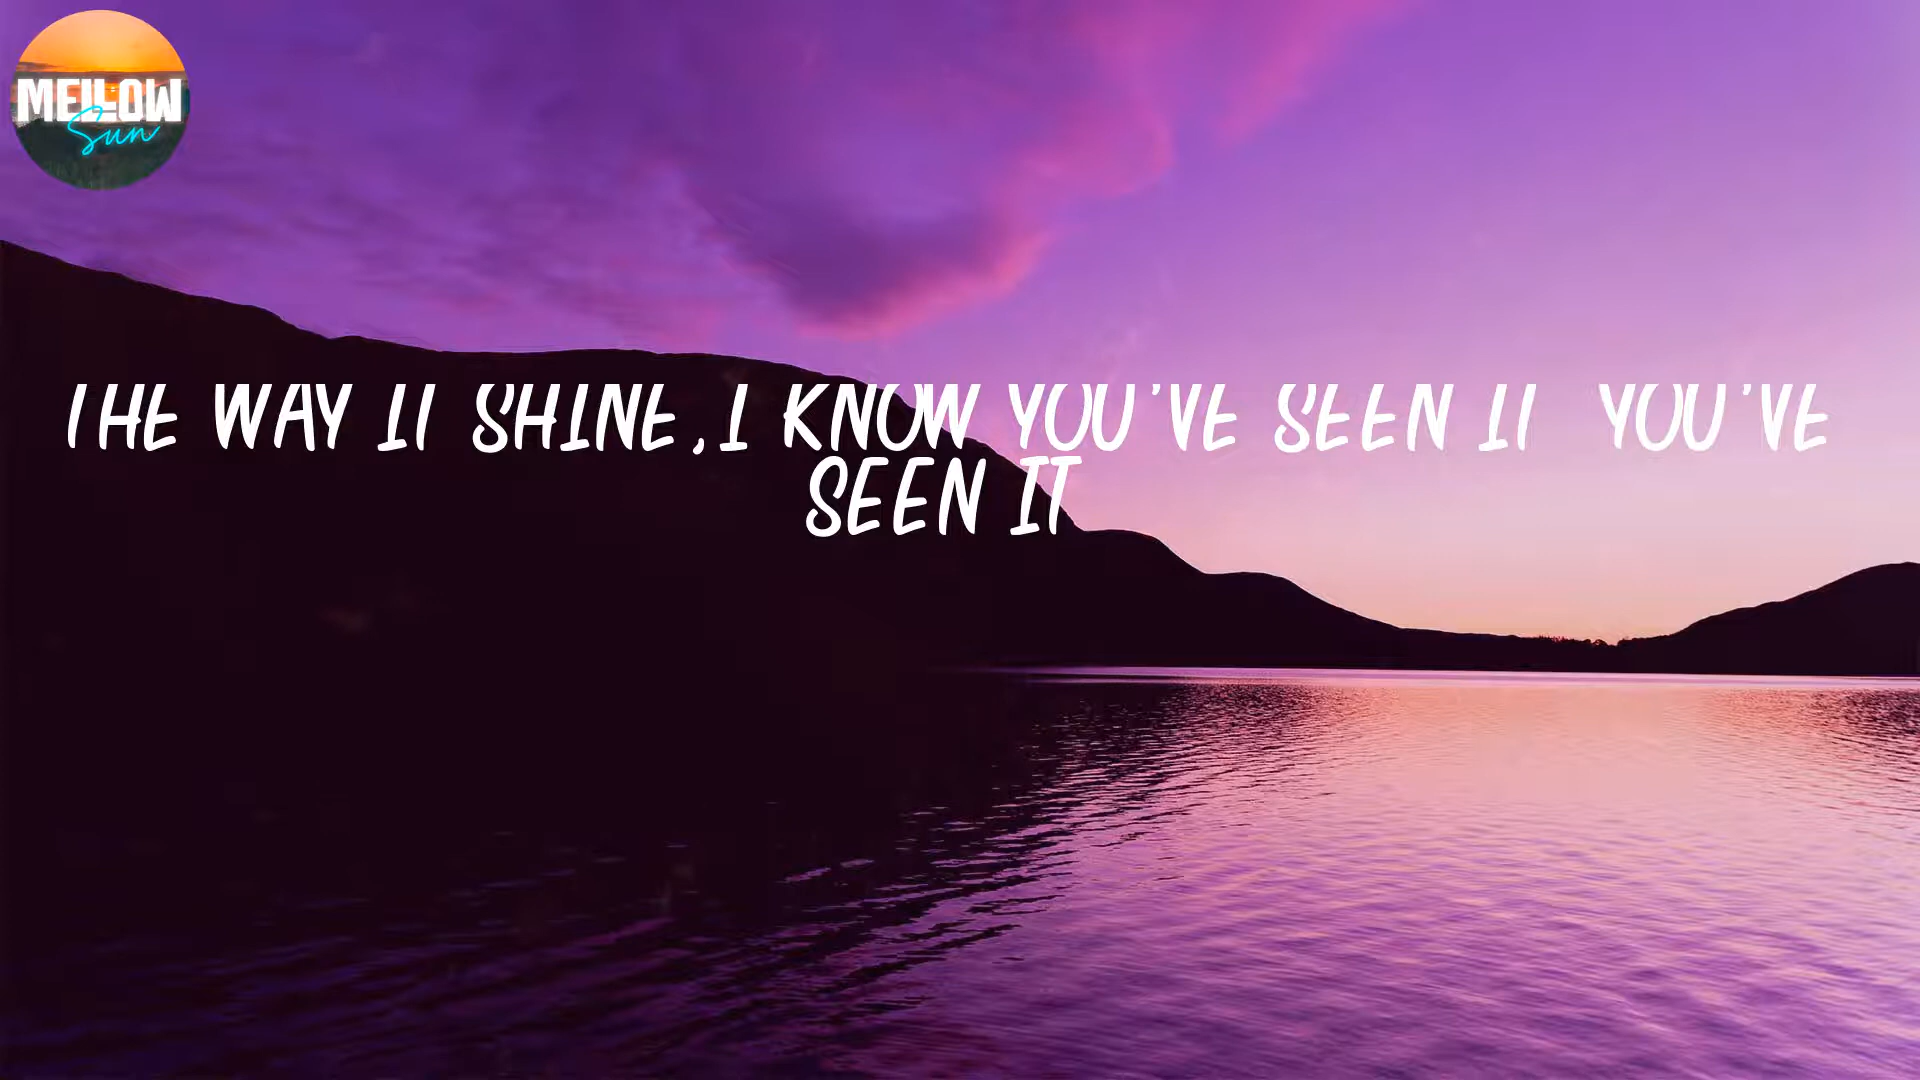 MELLOW
Sun
THE WAY IT SHINE,I KNOW YOU'VE SEEN IT YOU'VE
SEEN IT